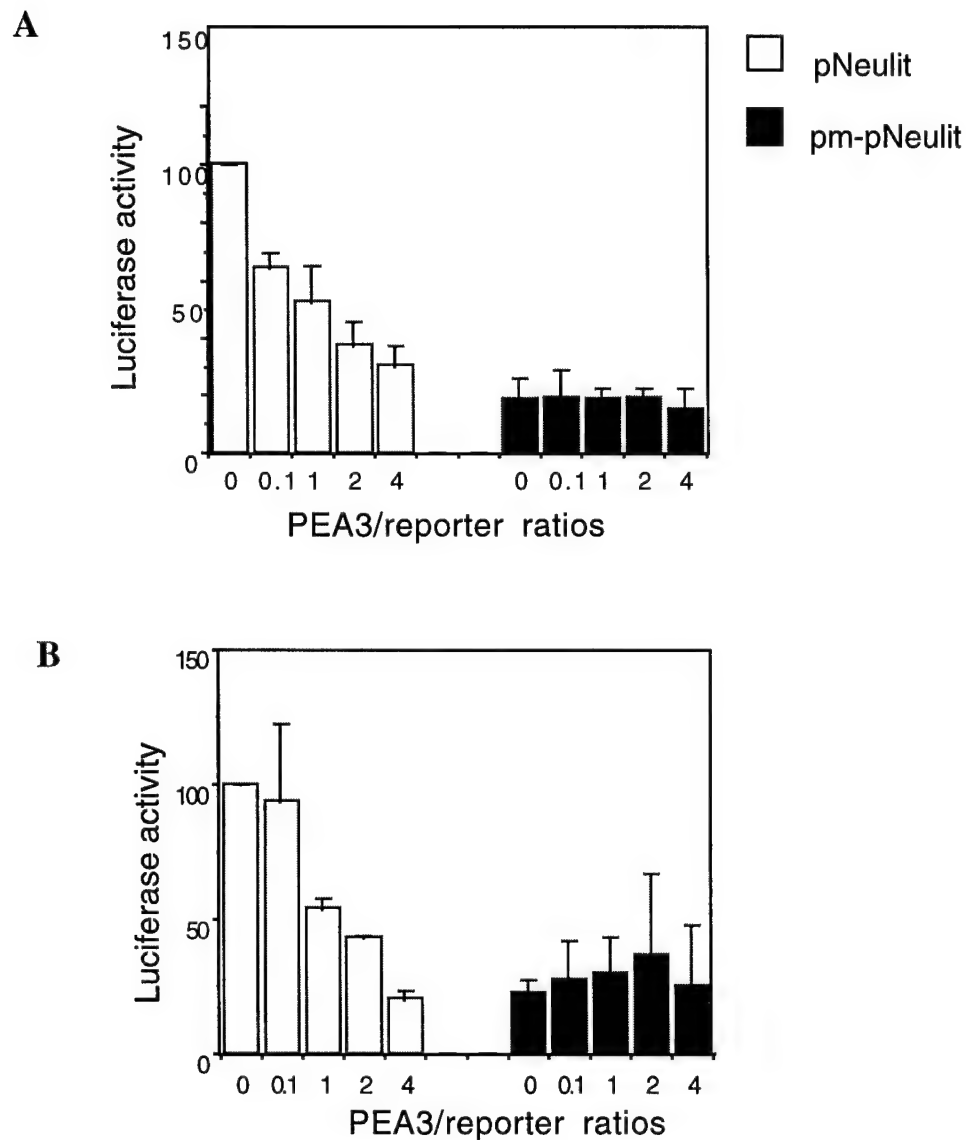 A
150
100
50
0
Luciferase activity
0 0.1 1 2 4 0 0.1 1 2 4
PEA3/reporter ratios
pNeulit
pm-pNeulit
B
150
100
50
0
Luciferase activity
0 0.1 1 2 4 0 0.1 1 2 4
PEA3/reporter ratios